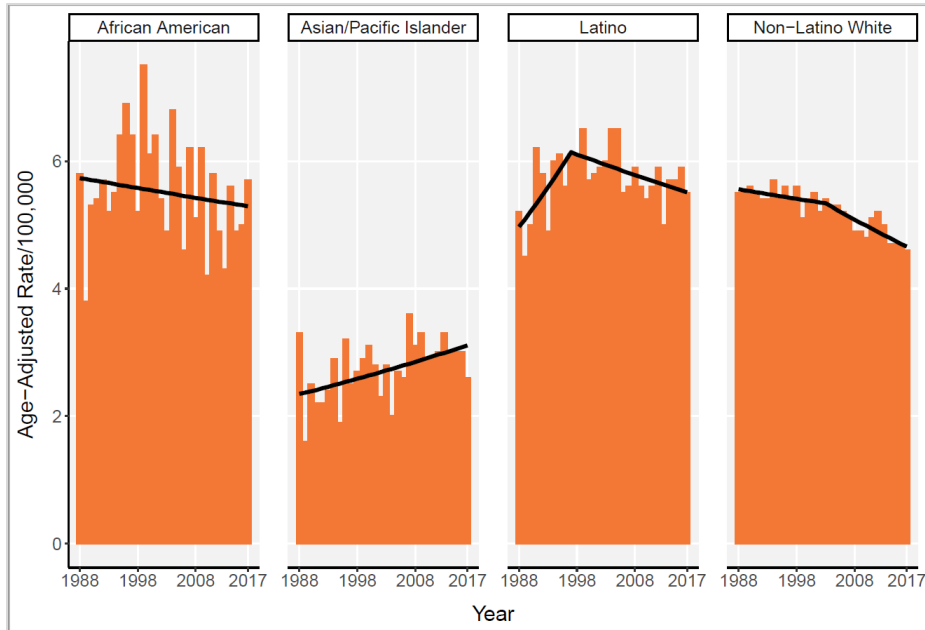 African American
Asian/Pacific Islander
Latino
Non−Latino White
Age−Adjusted Rate/100,000
6
4
2
0
1988 1998 2008 2017
1988 1998 2008 2017
1988 1998 2008 2017
1988 1998 2008 2017
Year